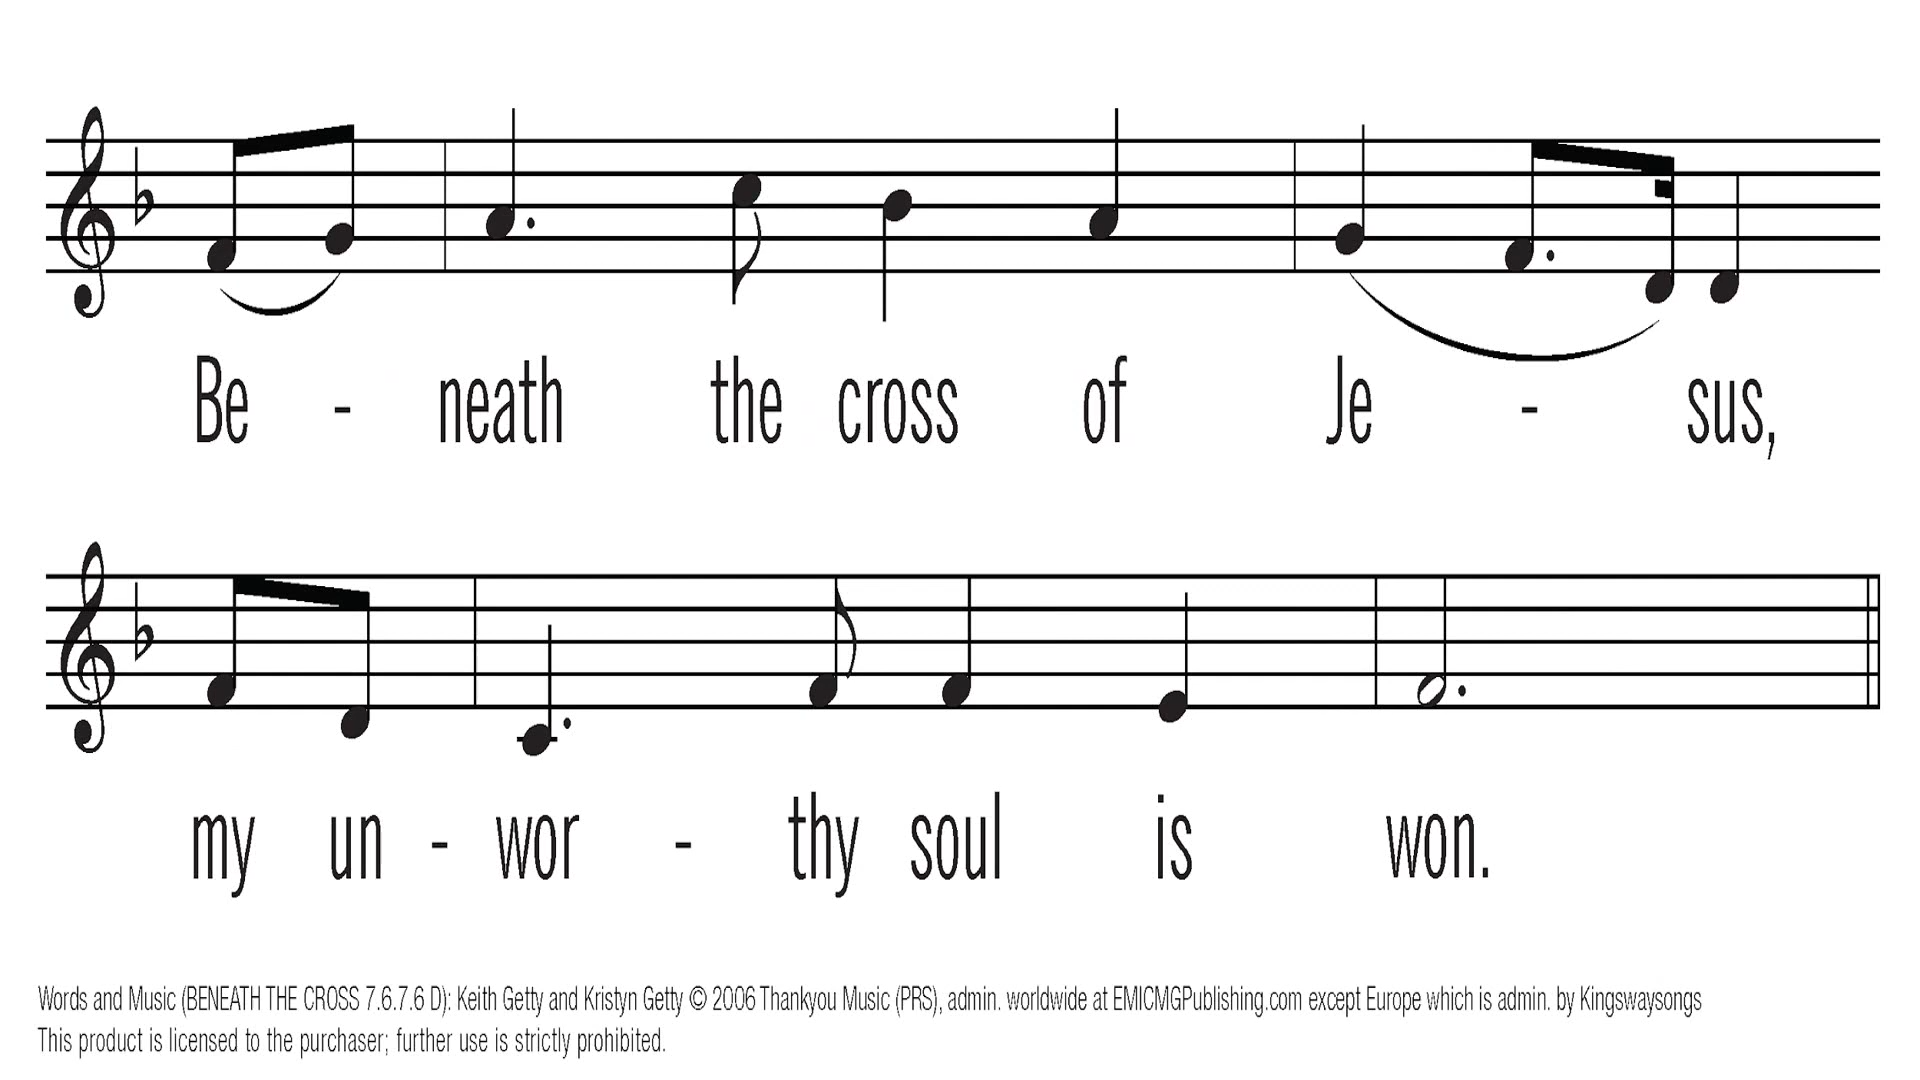 Be - neath the cross of Je - sus,
my un - wor - thy soul is won.
Words and Music (BENEATH THE CROSS 7.6.7.6 D): Keith Getty and Kristyn Getty © 2006 Thankyou Music (PRS), admin. worldwide at EMICMGPublishing.com except Europe which is admin. by Kingswaysongs
This product is licensed to the purchaser; further use is strictly prohibited.